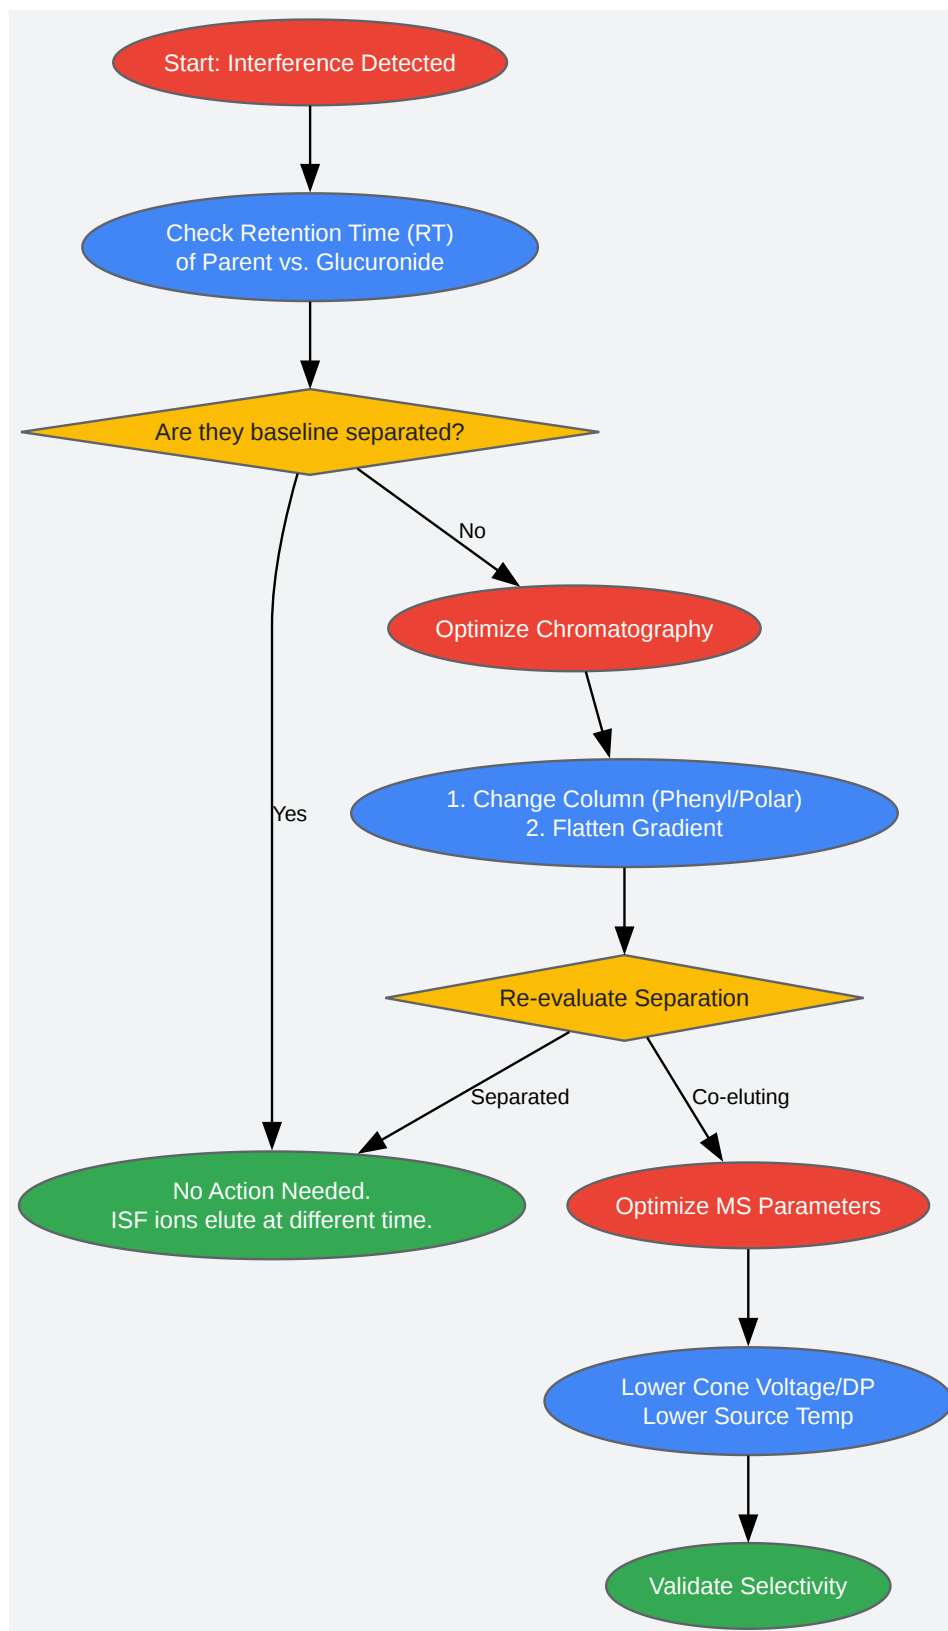 Start: Interference Detected
Check Retention Time (RT)
of Parent vs. Glucuronide
Are they baseline separated?
No
Optimize Chromatography
1. Change Column (Phenyl/Polar)
2. Flatten Gradient
Yes
Re-evaluate Separation
Separated
Co-eluting
No Action Needed.
ISF ions elute at different time.
Optimize MS Parameters
Lower Cone Voltage/DP
Lower Source Temp
Validate Selectivity